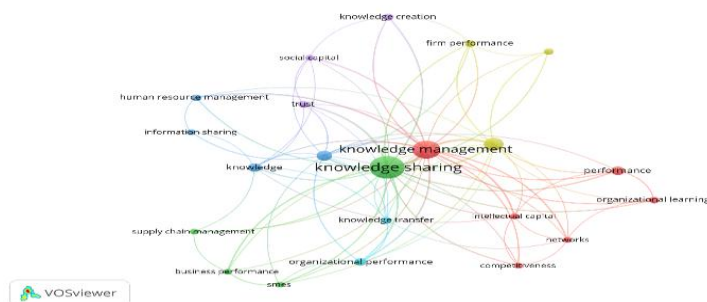 knowledge creation
firm performance
social capital
human resource management
trust
information sharing
knowledge management
knowledge
knowledge sharing
performance
organizational learning
intellectual capital
knowledge transfer
supply chain management
networks
organizational performance
competitiveness
business performance
smes
VOSviewer